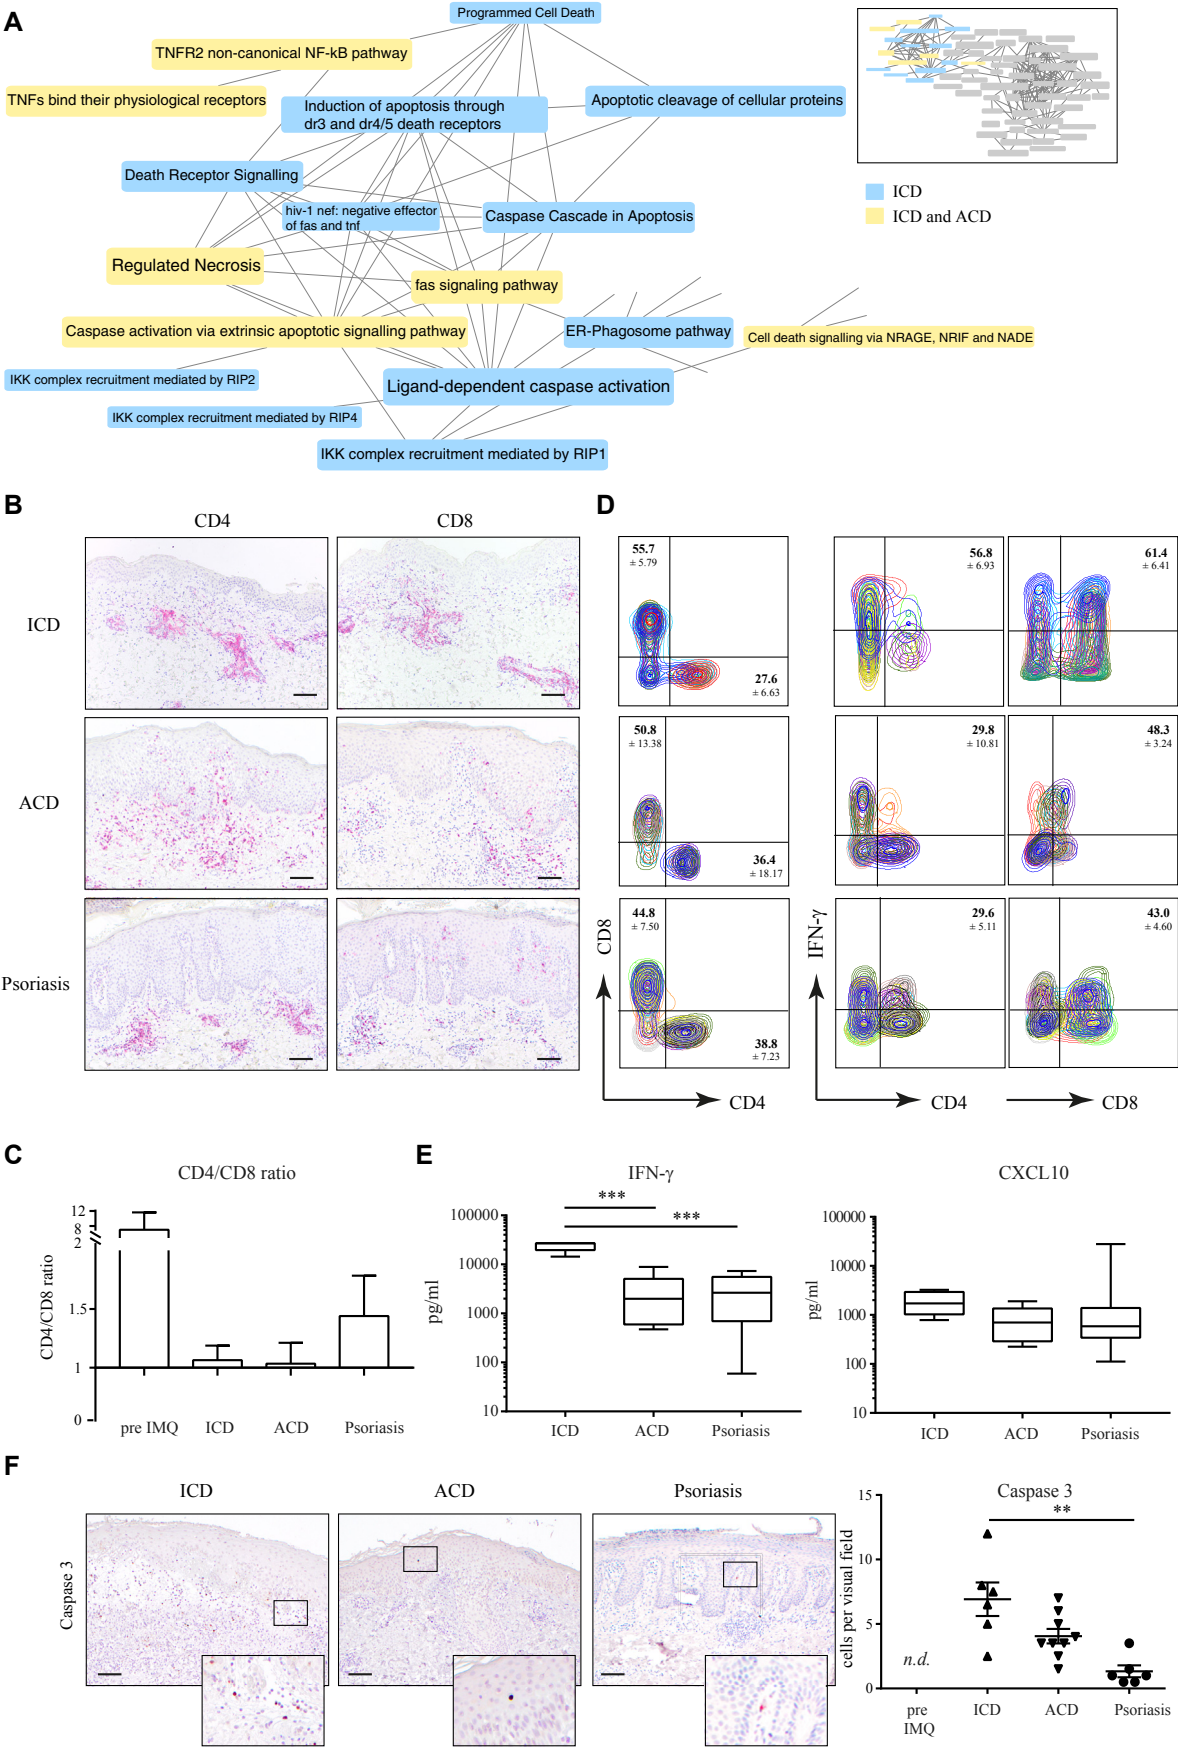 A
Programmed Cell Death
TNFR2 non-canonical NF-kB pathway
TNFs bind their physiological receptors
Induction of apoptosis through
dr3 and dr4/5 death receptors
Apoptotic cleavage of cellular proteins
Death Receptor Signalling
hiv-1 nef: negative effector
of fas and tnf
Caspase Cascade in Apoptosis
Regulated Necrosis
fas signaling pathway
Caspase activation via extrinsic apoptotic signalling pathway
ER-Phagosome pathway
Cell death signalling via NRAGE, NRIF and NADE
IKK complex recruitment mediated by RIP2
Ligand-dependent caspase activation
IKK complex recruitment mediated by RIP4
IKK complex recruitment mediated by RIP1
ICD
ICD and ACD
B
CD4
CD8
ICD
ACD
Psoriasis
D
55.7
± 5.79
27.6
± 6.63
56.8
± 6.93
61.4
± 6.41
50.8
± 13.38
36.4
± 18.17
29.8
± 10.81
48.3
± 3.24
44.8
± 7.50
38.8
± 7.23
29.6
± 5.11
43.0
± 4.60
CD8
CD4
IFN-γ
CD4
CD8
C
CD4/CD8 ratio
CD4/CD8 ratio
12
8
2
1.5
1
0
pre IMQ
ICD
ACD
Psoriasis
E
IFN-γ
***
***
pg/ml
100000
10000
1000
100
10
ICD
ACD
Psoriasis
CXCL10
pg/ml
100000
10000
1000
100
10
ICD
ACD
Psoriasis
F
ICD
ACD
Psoriasis
Caspase 3
Caspase 3
**
cells per visual field
15
10
5
0
n.d.
pre
IMQ
ICD
ACD
Psoriasis